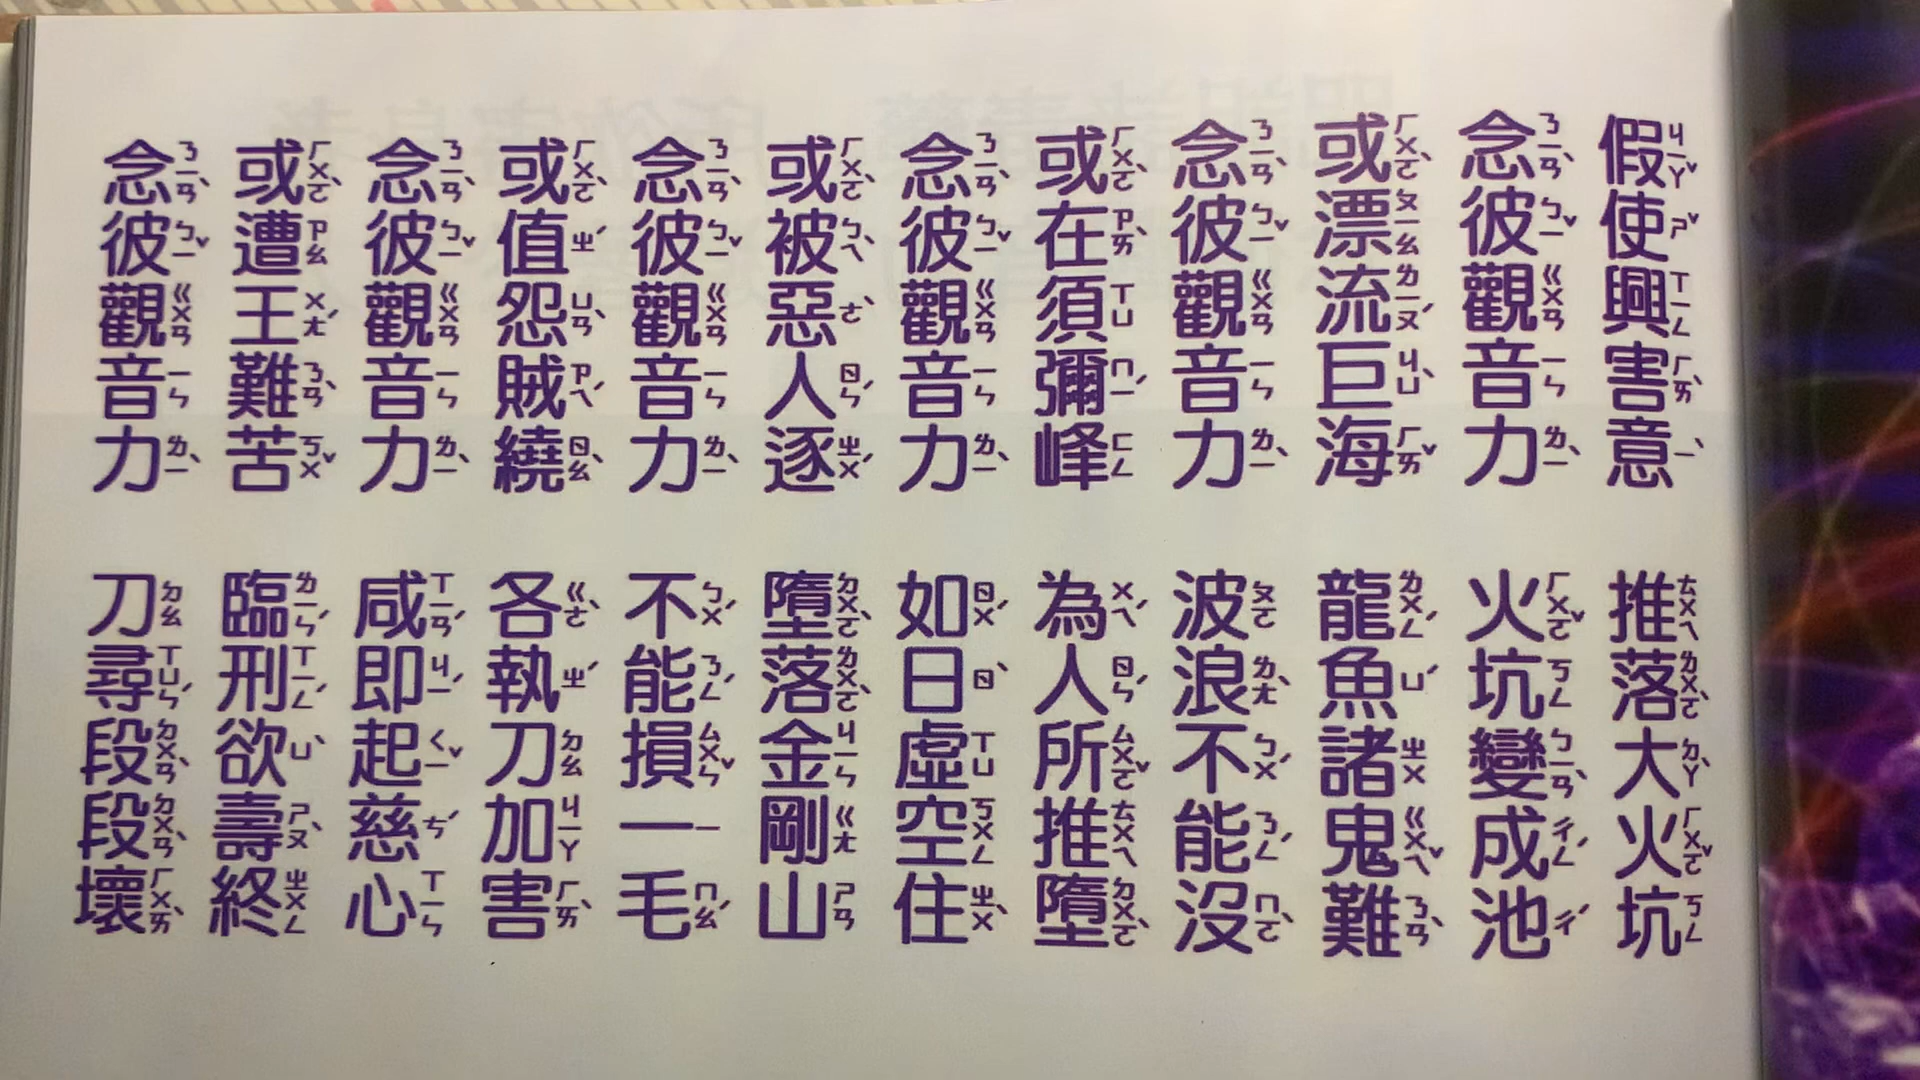 假使興害意 推落大火坑
念彼觀音力 火坑變成池
或漂流巨海 龍魚諸鬼難
念彼觀音力 波浪不能沒
或在須彌峰 為人所推墮
念彼觀音力 如日虛空住
或被惡人逐 墮落金剛山
念彼觀音力 不能損一毛
或值怨賊繞 各執刀加害
念彼觀音力 咸即起慈心
或遭王難苦 臨刑欲壽終
念彼觀音力 刀尋段段壞